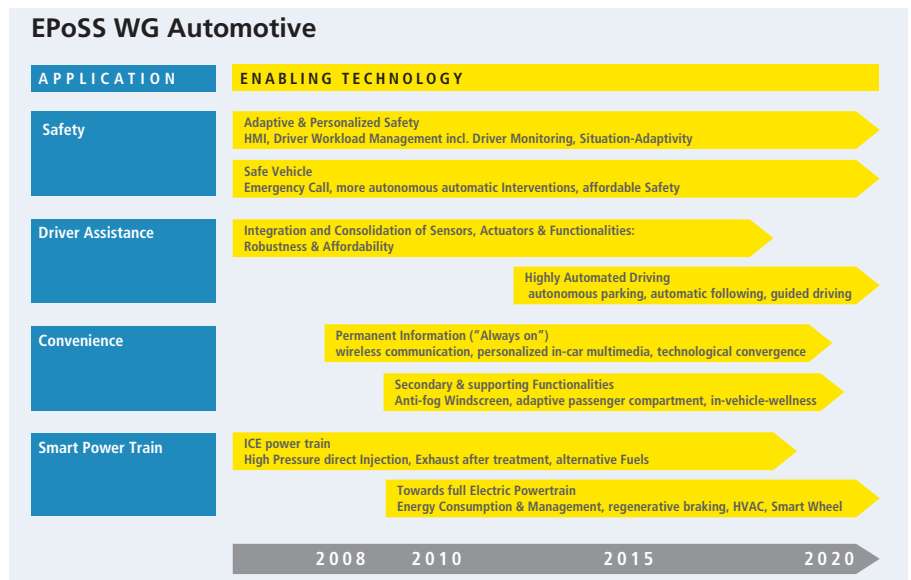 EPoSS WG Automotive
APPLICATION
ENABLING TECHNOLOGY
Safety
Adaptive & Personalized Safety
HMI, Driver Workload Management incl. Driver Monitoring, Situation-Adaptivity
Safe Vehicle
Emergency Call, more autonomous automatic Interventions, affordable Safety
Driver Assistance
Integration and Consolidation of Sensors, Actuators & Functionalities:
Robustness & Affordability
Highly Automated Driving
autonomous parking, automatic following, guided driving
Convenience
Permanent Information ("Always on")
wireless communication, personalized in-car multimedia, technological convergence
Secondary & supporting Functionalities
Anti-fog Windscreen, adaptive passenger compartment, in-vehicle-wellness
Smart Power Train
ICE power train
High Pressure direct Injection, Exhaust after treatment, alternative Fuels
Towards full Electric Powertrain
Energy Consumption & Management, regenerative braking, HVAC, Smart Wheel
2008 2010 2015 2020